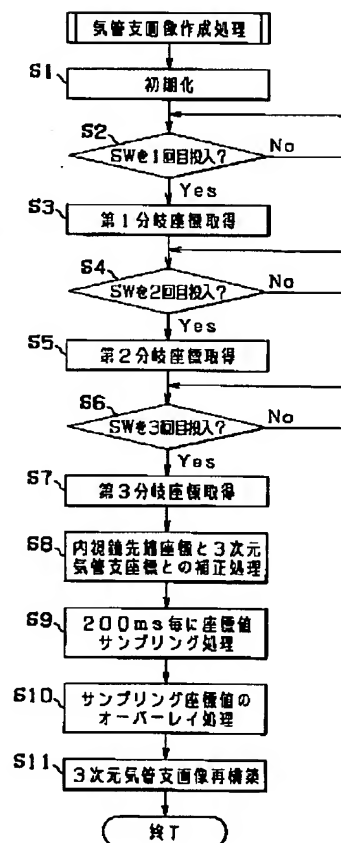 気管支画像作成処理
S1
初期化
S2
SWを1回目投入?
No
Yes
S3
第1分岐座標取得
S4
SWを2回目投入?
No
Yes
S5
第2分岐座標取得
S6
SWを3回目投入?
No
Yes
S7
第3分岐座標取得
S8
内視鏡先端座標と3次元
気管支座標との補正処理
S9
200ms毎に座標値
サンプリング処理
S10
サンプリング座標値の
オーバーレイ処理
S11
3次元気管支画像再構築
終了